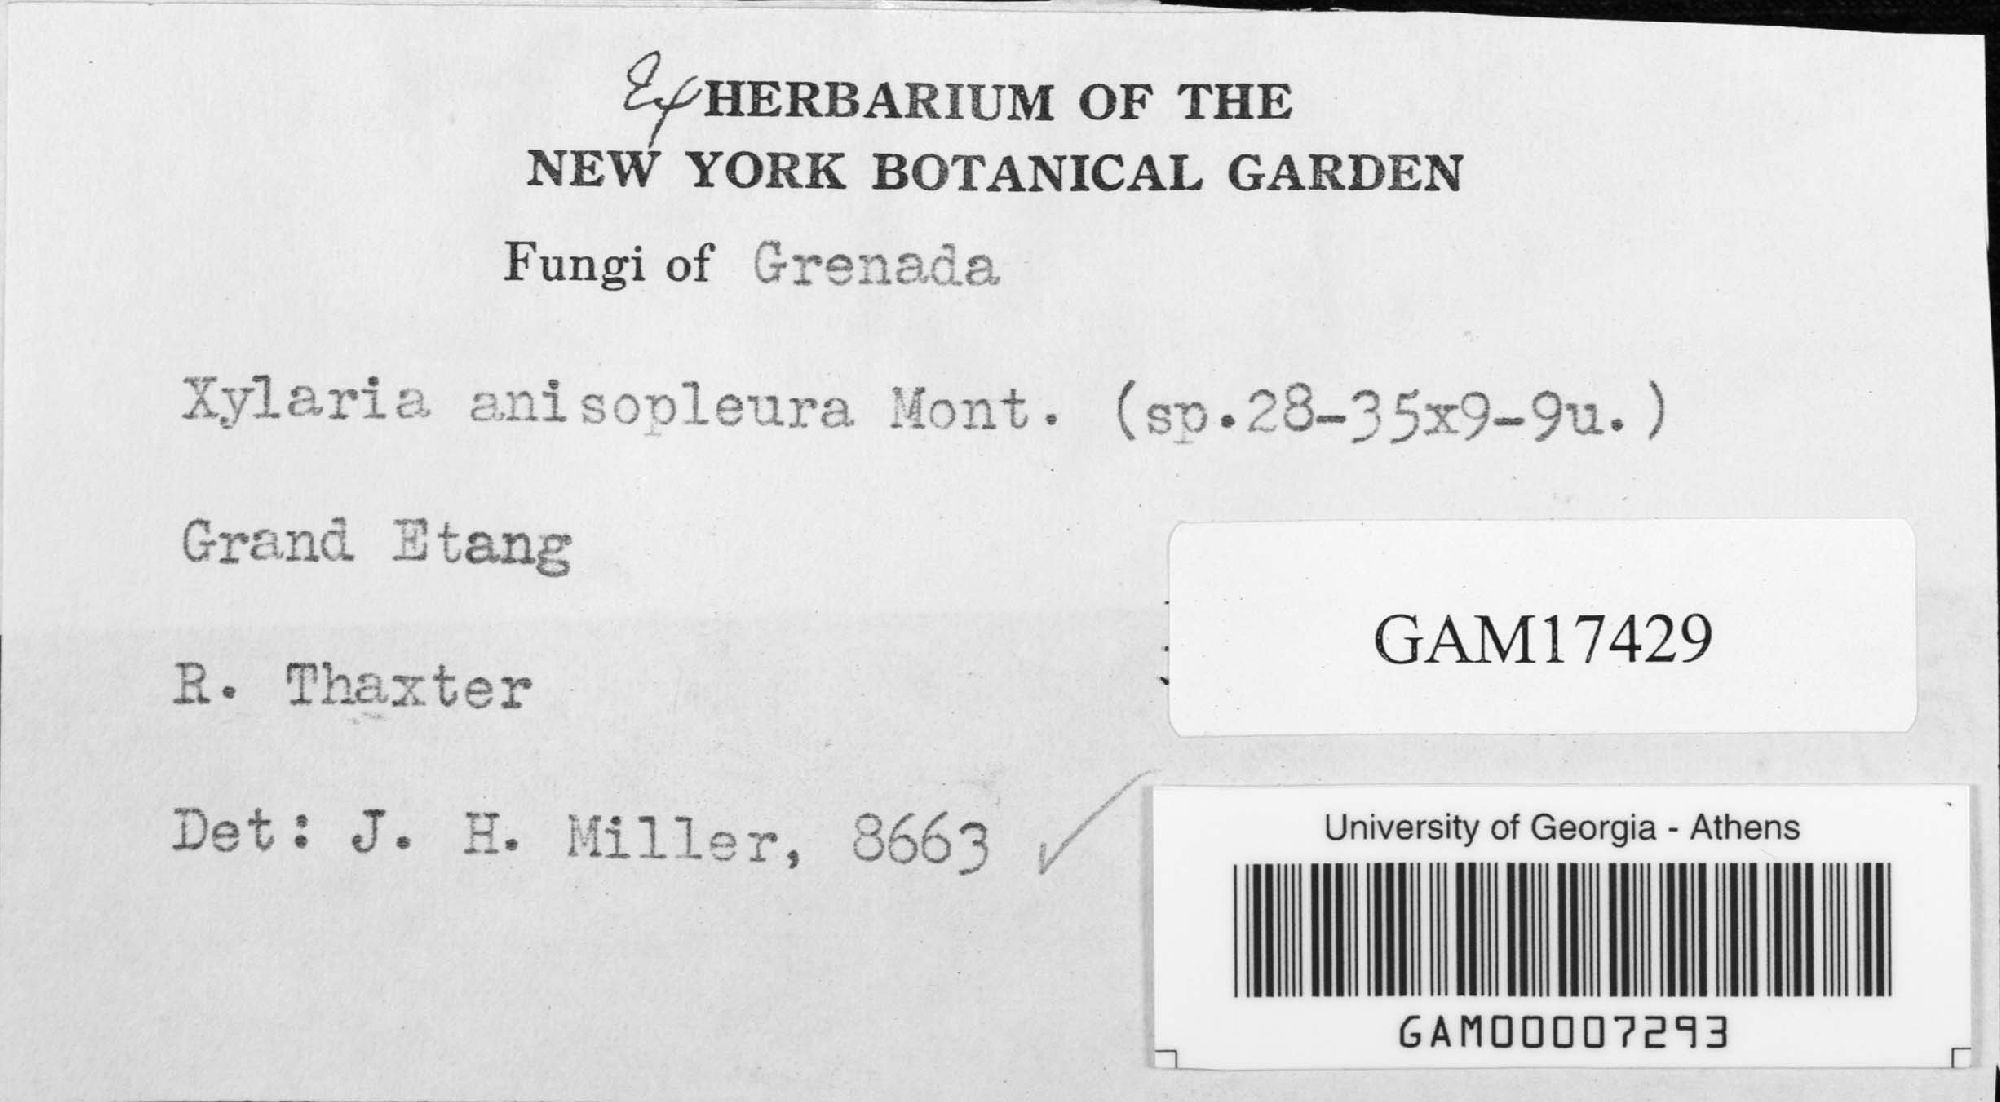 Ex HERBARIUM OF THE
NEW YORK BOTANICAL GARDEN
Fungi of Grenada
Xylaria anisopleura Mont. (sp.28-35x9-9u.)
Grand Etang
GAM17429
R. Thaxter
Det: J. H. Miller, 8663 ✓
University of Georgia - Athens
GAM00007293